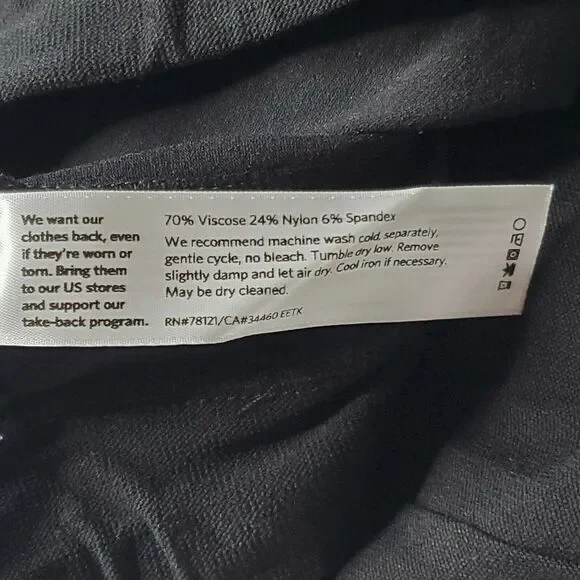 We want our
clothes back, even
if they're worn or
torn. Bring them
to our US stores
and support our
take-back program.
70% Viscose 24% Nylon 6% Spandex
We recommend machine wash cold, separately,
gentle cycle, no bleach. Tumble dry low. Remove
slightly damp and let air dry. Cool iron if necessary.
May be dry cleaned.
RN#78121/CA#34460 EETK